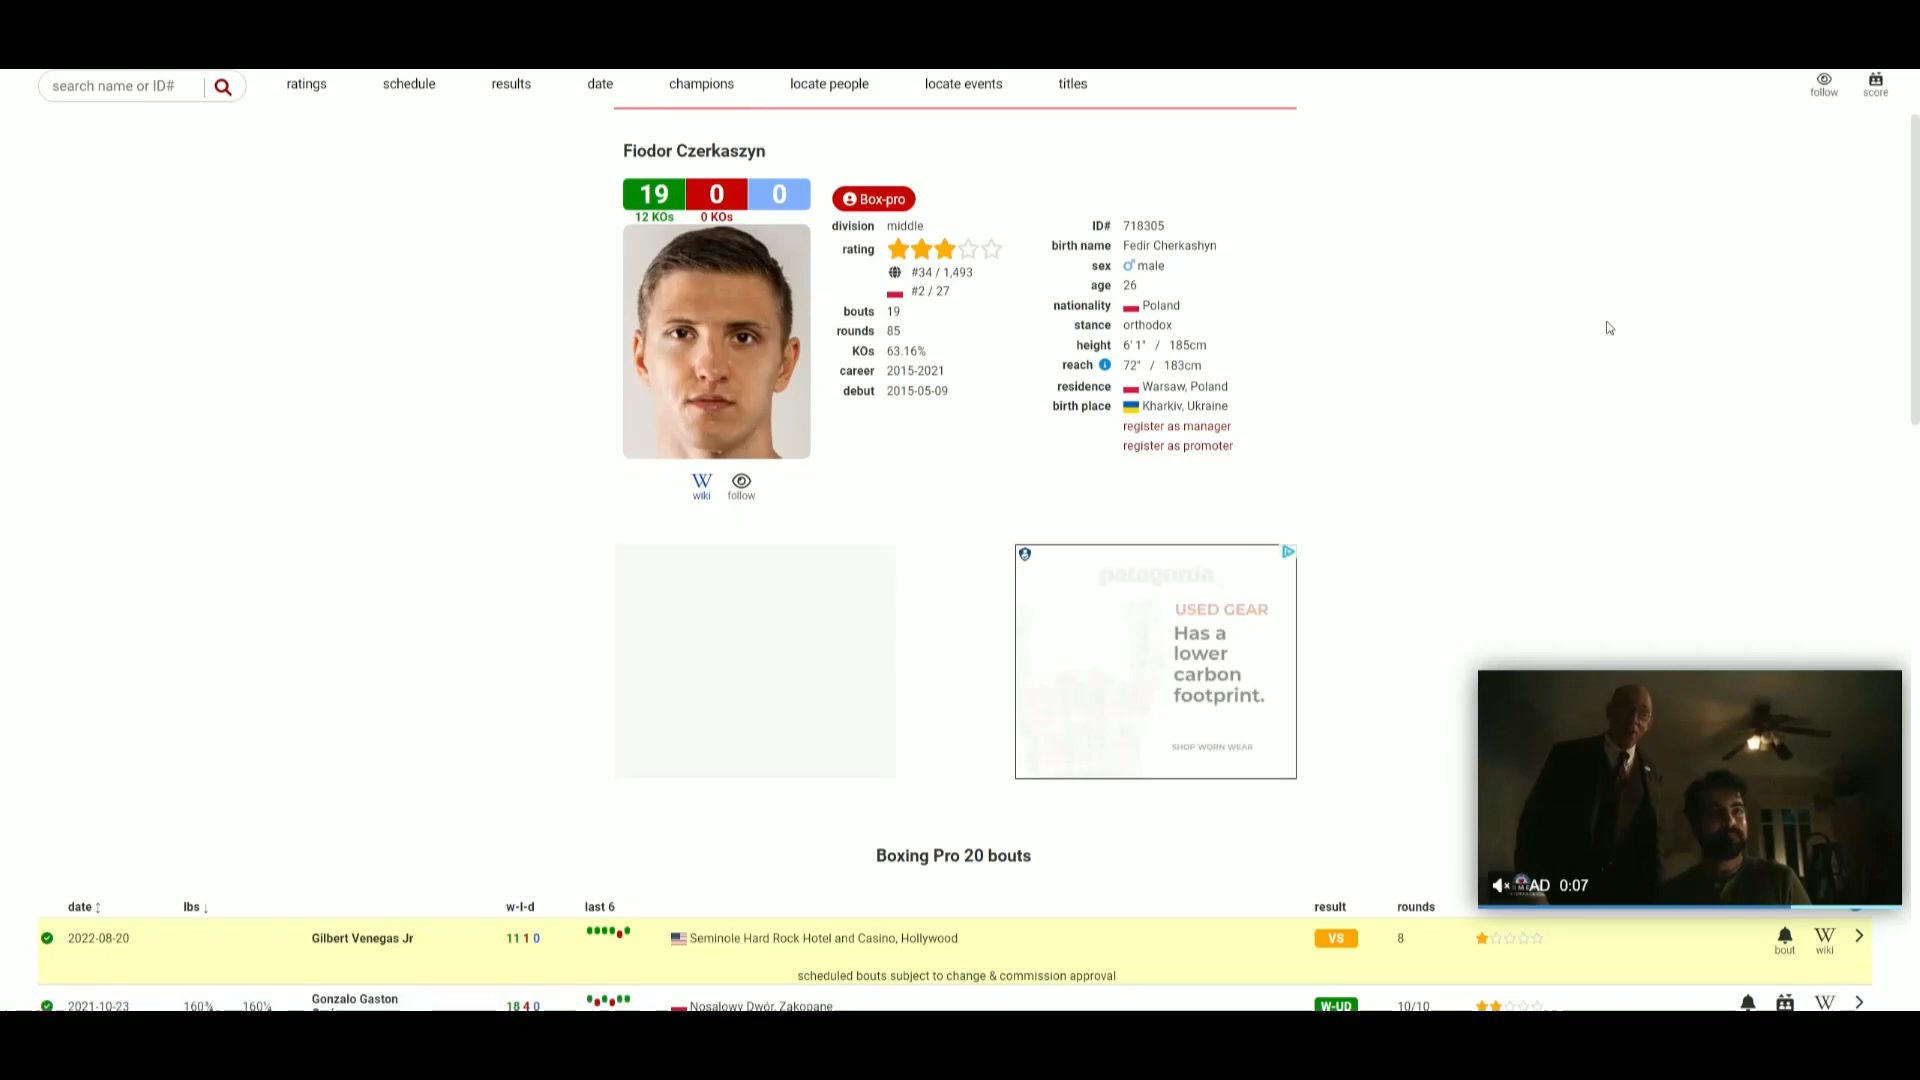 search name or ID#
ratings
schedule
results
date
champions
locate people
locate events
titles
follow
score
Fiodor Czerkaszyn
19 0 0
12 KOs 0 KOs
Box-pro
division middle
rating
#34 / 1,493
#2 / 27
bouts 19
rounds 85
KOs 63.16%
career 2015-2021
debut 2015-05-09
ID# 718305
birth name Fedir Cherkashyn
sex male
age 26
nationality Poland
stance orthodox
height 6' 1" / 185cm
reach 72" / 183cm
residence Warsaw, Poland
birth place Kharkiv, Ukraine
register as manager
register as promoter
W
wiki
follow
patagonia
USED GEAR
Has a
lower
carbon
footprint.
SHOP WORN WEAR
AD 0:07
Boxing Pro 20 bouts
date lbs w-l-d last 6 result rounds
2022-08-20 Gilbert Venegas Jr 11 1 0 Seminole Hard Rock Hotel and Casino, Hollywood VS 8
bout
W
wiki
scheduled bouts subject to change & commission approval
2021-10-23 160¾ 160¼ Gonzalo Gaston 18 4 0 Nosalowy Dwór, Zakopane W-UD 10/10 W